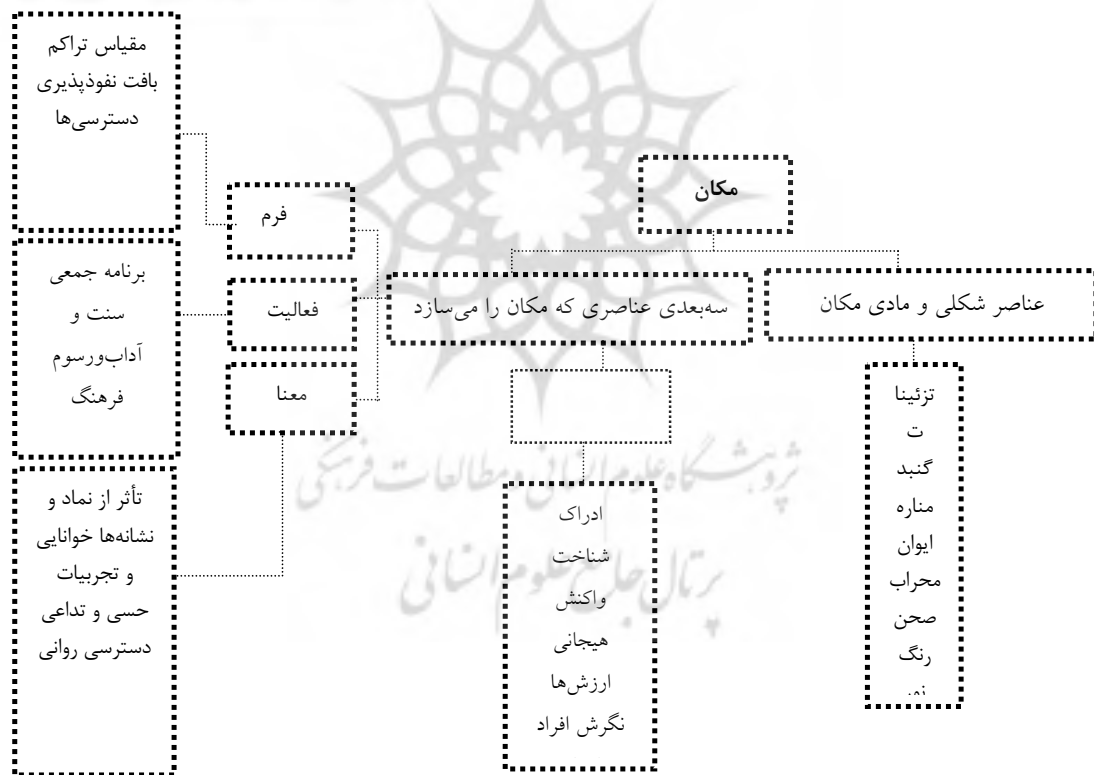 مکان
عناصر شکلی و مادی مکان
سه‌بعدی عناصری که مکان را می‌سازد
تزئینا
ت
گنبد
مناره
ایوان
محراب
صحن
رنگ
نور
ادراک
شناخت
واکنش
هیجانی
ارزش‌ها
نگرش افراد
فرم
فعالیت
معنا
مقیاس تراکم
بافت نفوذپذیری
دسترسی‌ها
برنامه جمعی
سنت و
آداب‌ورسوم
فرهنگ
تأثر از نماد و
نشانه‌ها خوانایی
و تجربیات
حسی و تداعی
دسترسی روانی
پژوهشگاه علوم انسانی و مطالعات فرهنگی
پرتال جامع علوم انسانی